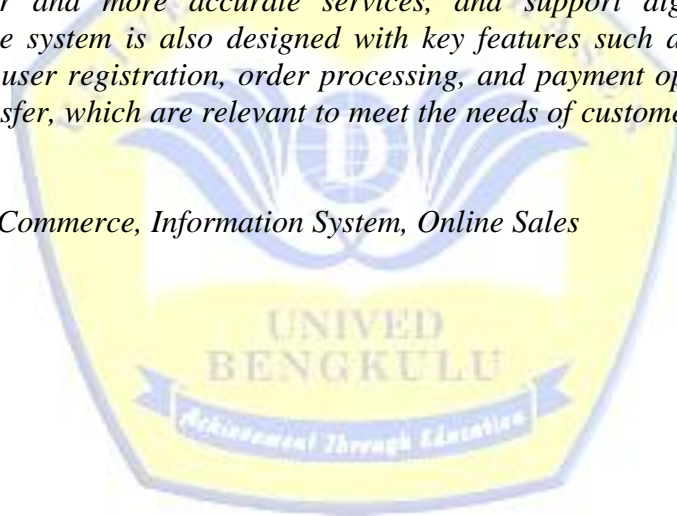 r and more accurate services, and support dig
e system is also designed with key features such a
user registration, order processing, and payment op
sfer, which are relevant to meet the needs of custome
Commerce, Information System, Online Sales
D
UNIVED
BENGKULU
Achievement Through Education